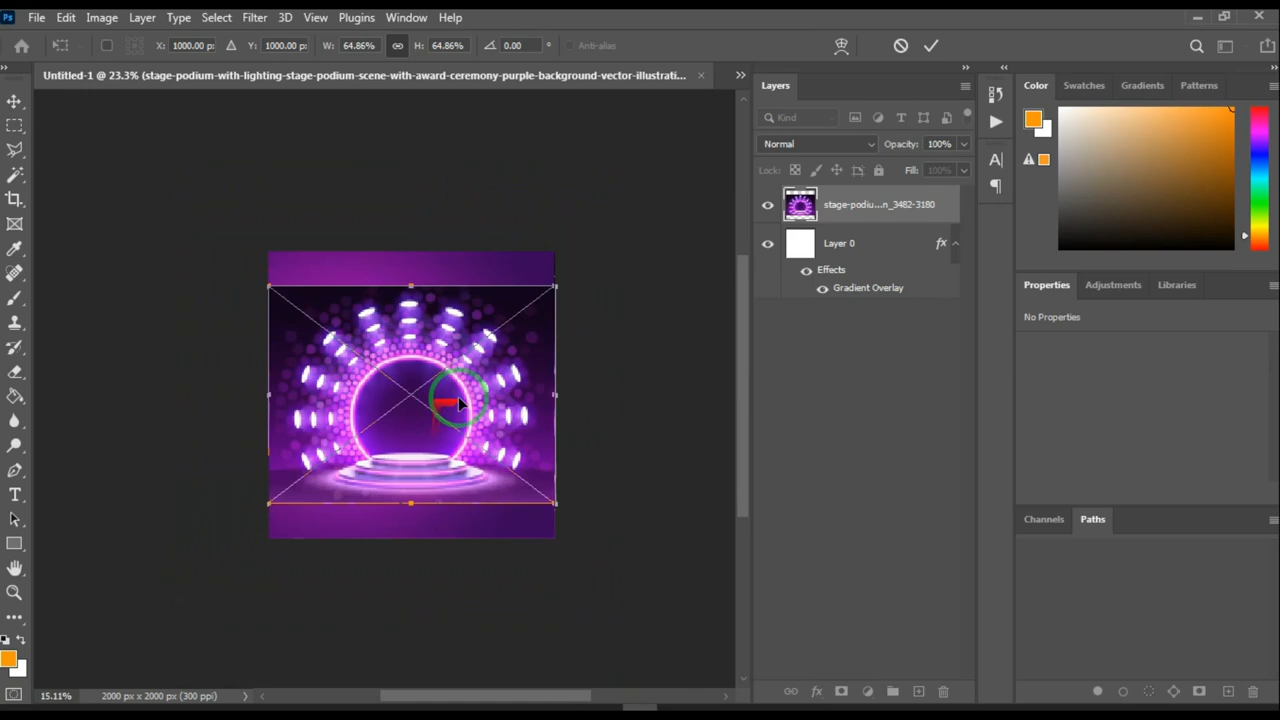 Ps File Edit Image Layer Type Select Filter 3D View Plugins Window Help
X: 1000.00 px Y: 1000.00 px W: 64.86% H: 64.86% 0.00 ° Anti-alias
Untitled-1 @ 23.3% (stage-podium-with-lighting-stage-podium-scene-with-award-ceremony-purple-background-vector-illustrati...
Layers
Kind
Normal Opacity: 100%
Lock: Fill: 100%
stage-podiu...n_3482-3180
Layer 0 fx
Effects
Gradient Overlay
Color Swatches Gradients Patterns
Properties Adjustments Libraries
No Properties
Channels Paths
15.11% 2000 px x 2000 px (300 ppi)
fx